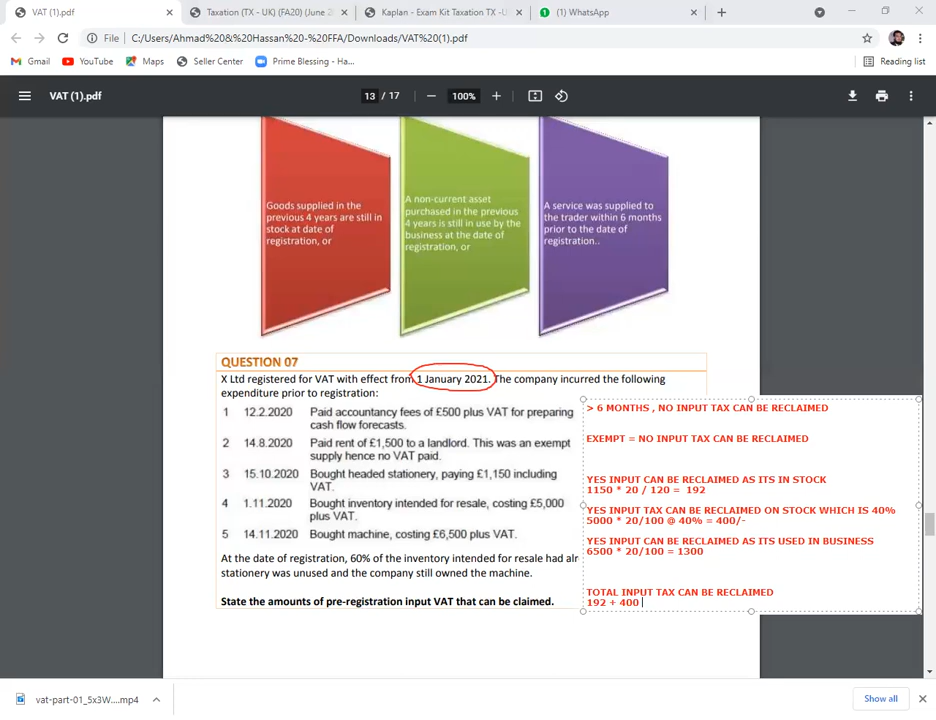 VAT (1).pdf
Taxation (TX - UK) (FA20) (June 2
Kaplan - Exam Kit Taxation TX -U
(1) WhatsApp
File C:/Users/Ahmad%20&%20Hassan%20-%20FFA/Downloads/VAT%20(1).pdf
Gmail YouTube Maps Seller Center Prime Blessing - Ha... Reading list
VAT (1).pdf 13 / 17 100%
Goods supplied in the
previous 4 years are still in
stock at date of
registration, or
A non-current asset
purchased in the previous
4 years is still in use by the
business at the date of
registration, or
A service was supplied to
the trader within 6 months
prior to the date of
registration..
QUESTION 07
X Ltd registered for VAT with effect from 1 January 2021. The company incurred the following
expenditure prior to registration:
1 12.2.2020 Paid accountancy fees of £500 plus VAT for preparing
cash flow forecasts.
2 14.8.2020 Paid rent of £1,500 to a landlord. This was an exempt
supply hence no VAT paid.
3 15.10.2020 Bought headed stationery, paying £1,150 including
VAT.
4 1.11.2020 Bought inventory intended for resale, costing £5,000
plus VAT.
5 14.11.2020 Bought machine, costing £6,500 plus VAT.
At the date of registration, 60% of the inventory intended for resale had alr
stationery was unused and the company still owned the machine.
State the amounts of pre-registration input VAT that can be claimed.
> 6 MONTHS , NO INPUT TAX CAN BE RECLAIMED
EXEMPT = NO INPUT TAX CAN BE RECLAIMED
YES INPUT CAN BE RECLAIMED AS ITS IN STOCK
1150 * 20 / 120 = 192
YES INPUT TAX CAN BE RECLAIMED ON STOCK WHICH IS 40%
5000 * 20/100 @ 40% = 400/-
YES INPUT CAN BE RECLAIMED AS ITS USED IN BUSINESS
6500 * 20/100 = 1300
TOTAL INPUT TAX CAN BE RECLAIMED
192 + 400
vat-part-01_5x3W....mp4
Show all